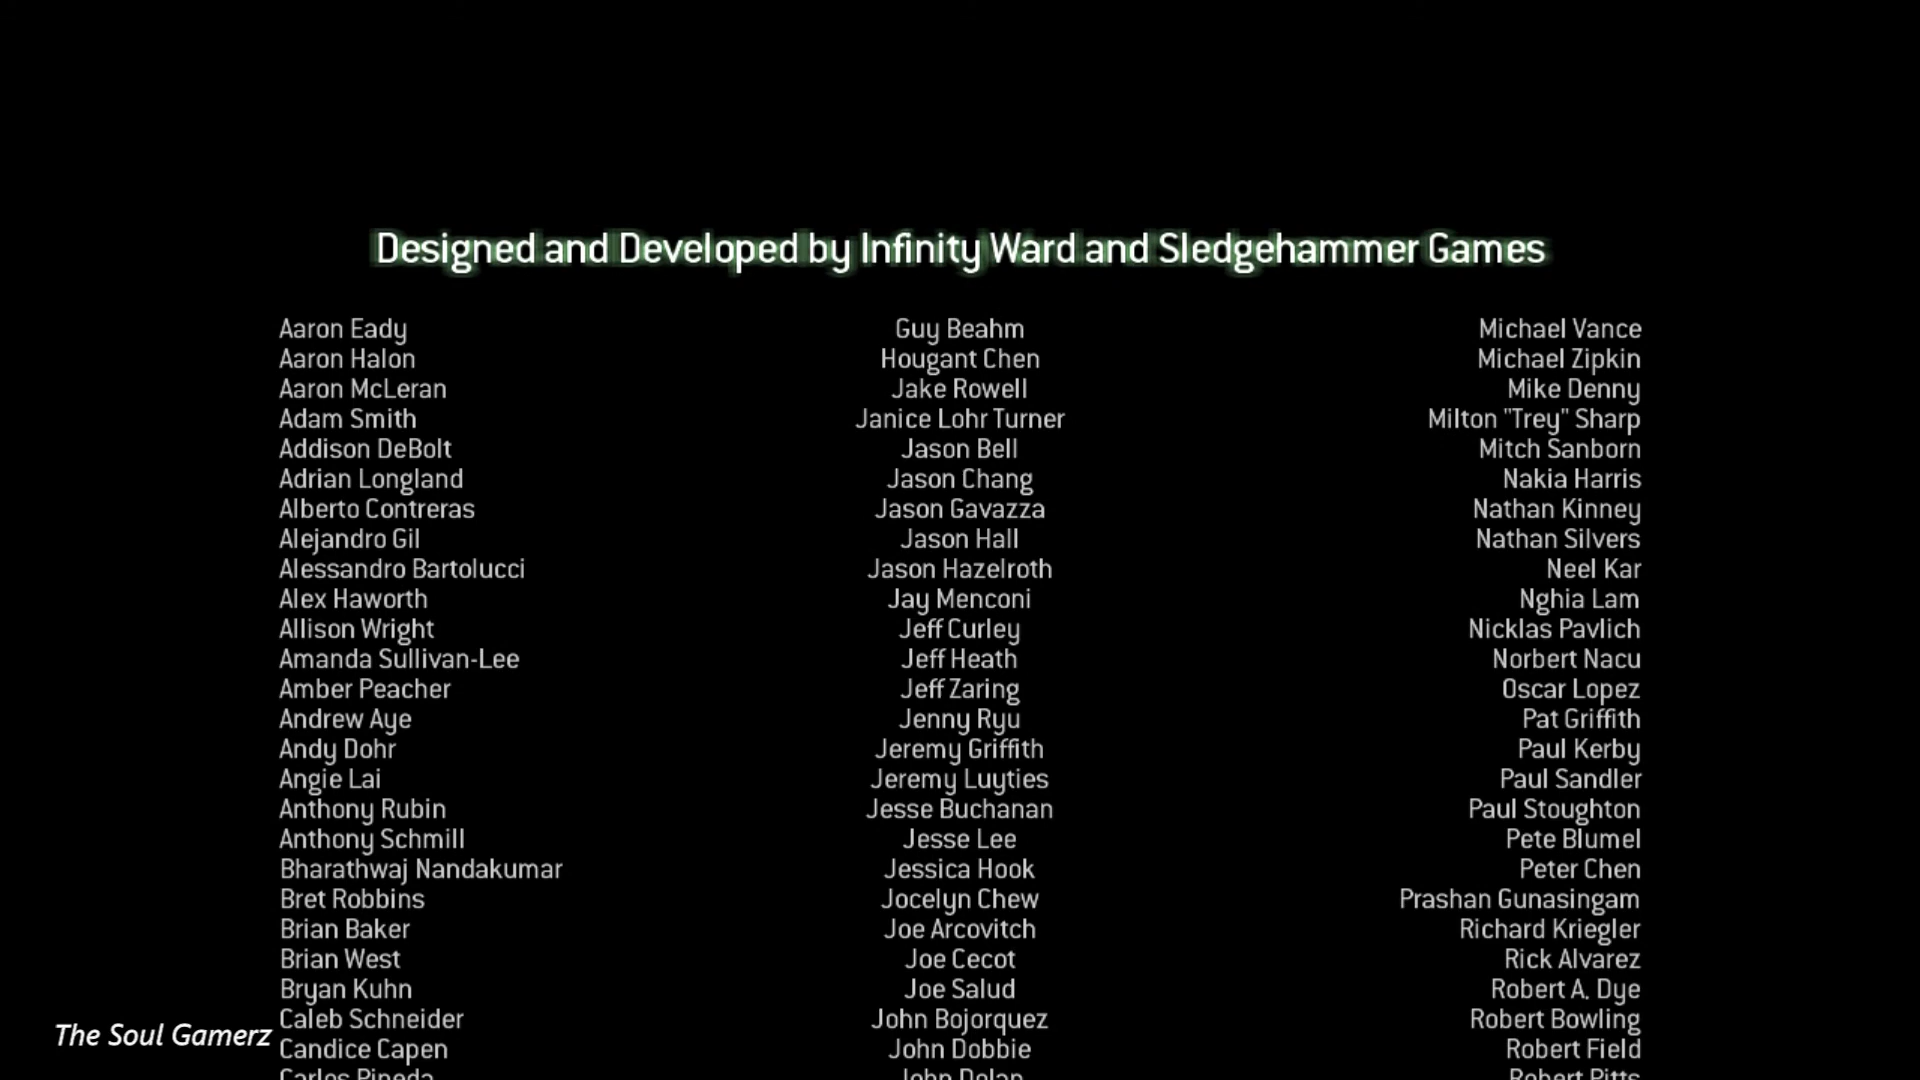 Designed and Developed by Infinity Ward and Sledgehammer Games
Aaron Eady Guy Beahm Michael Vance
Aaron Halon Hougant Chen Michael Zipkin
Aaron McLeran Jake Rowell Mike Denny
Adam Smith Janice Lohr Turner Milton "Trey" Sharp
Addison DeBolt Jason Bell Mitch Sanborn
Adrian Longland Jason Chang Nakia Harris
Alberto Contreras Jason Gavazza Nathan Kinney
Alejandro Gil Jason Hall Nathan Silvers
Alessandro Bartolucci Jason Hazelroth Neel Kar
Alex Haworth Jay Menconi Nghia Lam
Allison Wright Jeff Curley Nicklas Pavlich
Amanda Sullivan-Lee Jeff Heath Norbert Nacu
Amber Peacher Jeff Zaring Oscar Lopez
Andrew Aye Jenny Ryu Pat Griffith
Andy Dohr Jeremy Griffith Paul Kerby
Angie Lai Jeremy Luyties Paul Sandler
Anthony Rubin Jesse Buchanan Paul Stoughton
Anthony Schmill Jesse Lee Pete Blumel
Bharathwaj Nandakumar Jessica Hook Peter Chen
Bret Robbins Jocelyn Chew Prashan Gunasingam
Brian Baker Joe Arcovitch Richard Kriegler
Brian West Joe Cecot Rick Alvarez
Bryan Kuhn Joe Salud Robert A. Dye
Caleb Schneider John Bojorquez Robert Bowling
The Soul Gamerz
Candice Capen John Dobbie Robert Field
Carlos Pineda John Dolan Robert Pitts